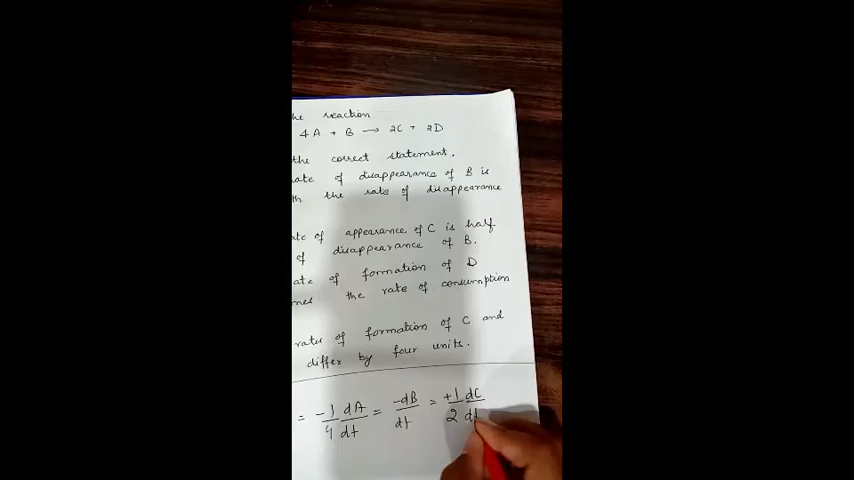 he reaction
4A + B → 2C + 2D
the correct statement.
ate of disappearance of B is
th the rate of disappearance
ate of appearance of C is half
of disappearance of B.
ate of formation of D
mes the rate of consumption
rates of formation of C and
differ by four units.
= -1/4 dA/dt = -dB/dt = +1/2 dC/dt